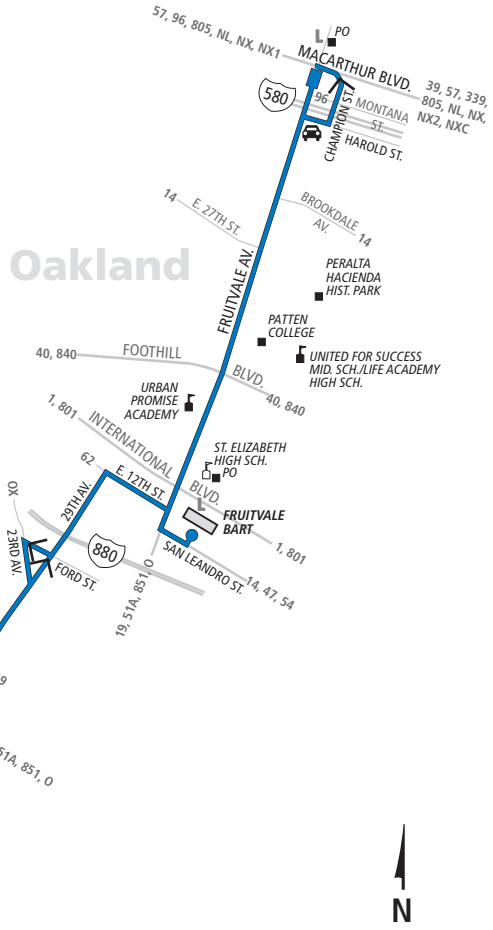 57, 96, 805, NL, NX, NX1
L
PO
MACARTHUR BLVD.
39, 57, 339,
805, NL, NX,
NX2, NXC
580
96
MONTANA
ST.
CHAMPION ST.
HAROLD ST.
14
E. 27TH ST.
BROOKDALE
AV.
14
Oakland
FRUITVALE AV.
PERALTA
HACIENDA
HIST. PARK
PATTEN
COLLEGE
UNITED FOR SUCCESS
MID. SCH./LIFE ACADEMY
HIGH SCH.
40, 840
FOOTHILL
BLVD.
40, 840
URBAN
PROMISE
ACADEMY
1, 801
INTERNATIONAL
BLVD.
1, 801
ST. ELIZABETH
HIGH SCH.
PO
62
E. 12TH ST.
L
FRUITVALE
BART
29TH AV.
OX
23RD AV.
880
FORD ST.
SAN LEANDRO ST.
14, 47, 54
19, 51A, 851, O
9
51A, 851, O
N